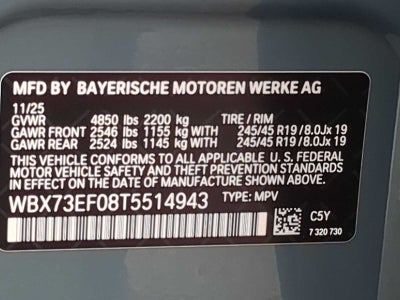 MFD BY BAYERISCHE MOTOREN WERKE AG
11/25
GVWR 4850 lbs 2200 kg TIRE / RIM
GAWR FRONT 2546 lbs 1155 kg WITH 245/45 R19 / 8.0Jx 19
GAWR REAR 2524 lbs 1145 kg WITH 245/45 R19 / 8.0Jx 19
THIS VEHICLE CONFORMS TO ALL APPLICABLE U. S. FEDERAL
MOTOR VEHICLE SAFETY, BUMPER, AND THEFT PREVENTION
STANDARDS IN EFFECT ON THE DATE OF MANUFACTURE SHOWN ABOVE.
WBX73EF08T5514943 TYPE: MPV
C5Y
7 320 730